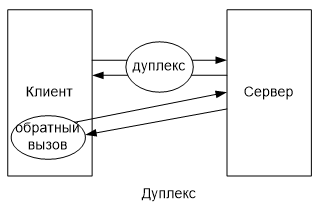 дуплекс
Клиент
Сервер
обратный
вызов
Дуплекс